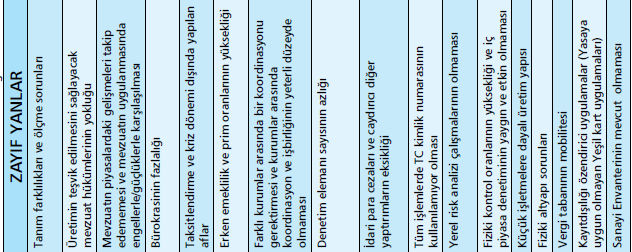 ZAYIF YANLAR
Tanım farklılıkları ve ölçme sorunları
Üretimin teşvik edilmesini sağlayacak
mevzuat hükümlerinin yokluğu
Mevzuatın piyasalardaki gelişmeleri takip
edememesi ve mevzuatın uygulanmasında
engellerle/güçlüklerle karşılaşılması
Bürokrasinin fazlalığı
Taksitlendirme ve kriz dönemi dışında yapılan
aflar
Erken emeklilik ve prim oranlarının yüksekliği
Farklı kurumlar arasında bir koordinasyonu
gerektirmesi ve kurumlar arasında
koordinasyon ve işbirliğinin yeterli düzeyde
olmaması
Denetim elemanı sayısının azlığı
İdari para cezaları ve caydırıcı diğer
yaptırımların eksikliği
Tüm işlemlerde TC kimlik numarasının
kullanılamıyor olması
Yerel risk analizi çalışmalarının olmaması
Fiziki kontrol oranlarının yüksekliği ve iç
piyasa denetiminin yaygın ve etkin olmaması
Küçük işletmelere dayalı üretim yapısı
Fiziki altyapı sorunları
Vergi tabanının mobilitesi
Kayıtdışılığı özendirici uygulamalar (Yasaya
uygun olmayan Yeşil kart uygulamaları)
Sanayi Envanterinin mevcut olmaması